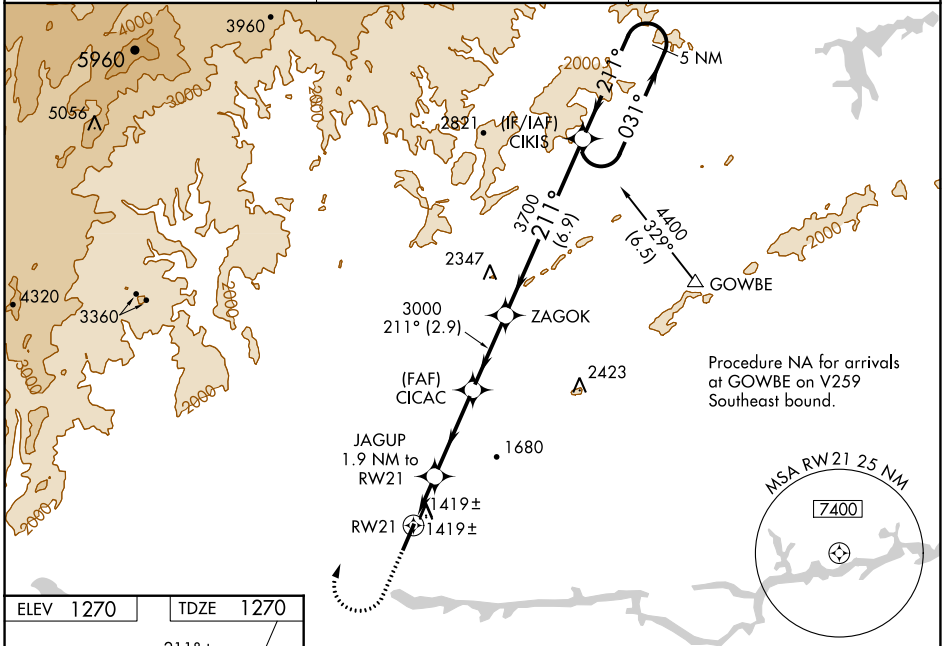 3960
4000
5960
3000
5056
2000
2821
2000
(IF/IAF)
CIKIS
211°
031°
5 NM
3700
211°
(6.9)
4400
329°
(6.5)
2000
GOWBE
2347
4320
3360
2000
3000
2000
ZAGOK
3000
211° (2.9)
(FAF)
CICAC
2423
Procedure NA for arrivals
at GOWBE on V259
Southeast bound.
JAGUP
1.9 NM to
RW21
1680
1419±
RW21
1419±
2000
MSA RW21 25 NM
7400
ELEV 1270
TDZE 1270